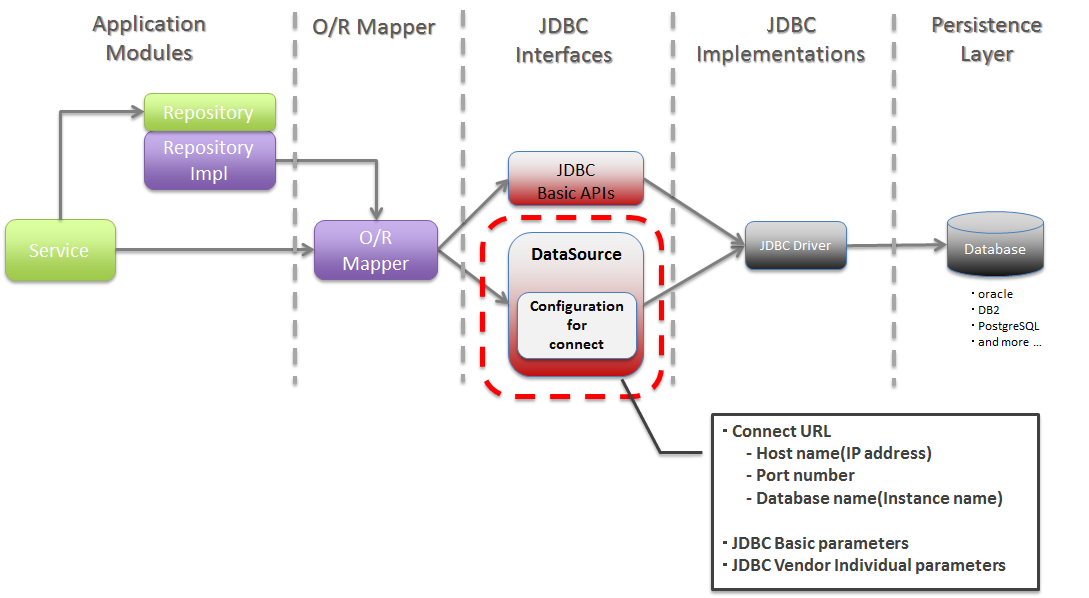 Application
Modules
O/R Mapper
JDBC
Interfaces
JDBC
Implementations
Persistence
Layer
Repository
Repository
Impl
Service
O/R
Mapper
JDBC
Basic APIs
DataSource
Configuration
for
connect
JDBC Driver
Database
・oracle
・DB2
・PostgreSQL
・and more ...
・Connect URL
- Host name(IP address)
- Port number
- Database name(Instance name)
・JDBC Basic parameters
・JDBC Vendor Individual parameters